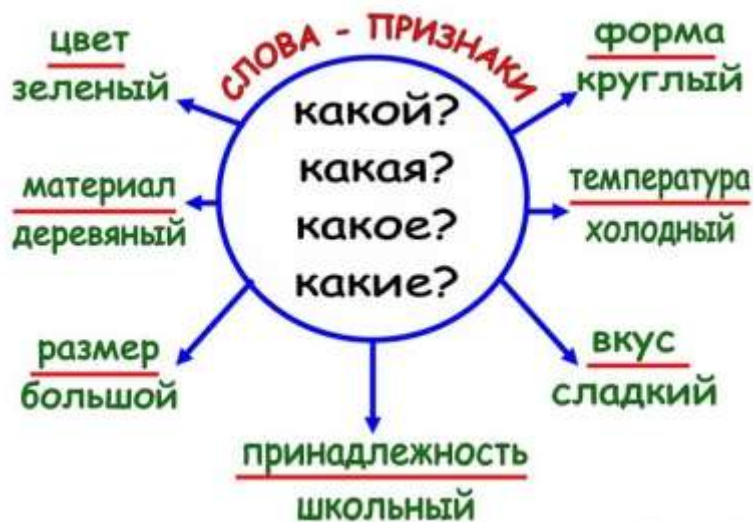 СЛОВА - ПРИЗНАКИ
какой?
какая?
какое?
какие?
цвет
зеленый
материал
деревяный
размер
большой
принадлежность
школьный
вкус
сладкий
температура
холодный
форма
круглый